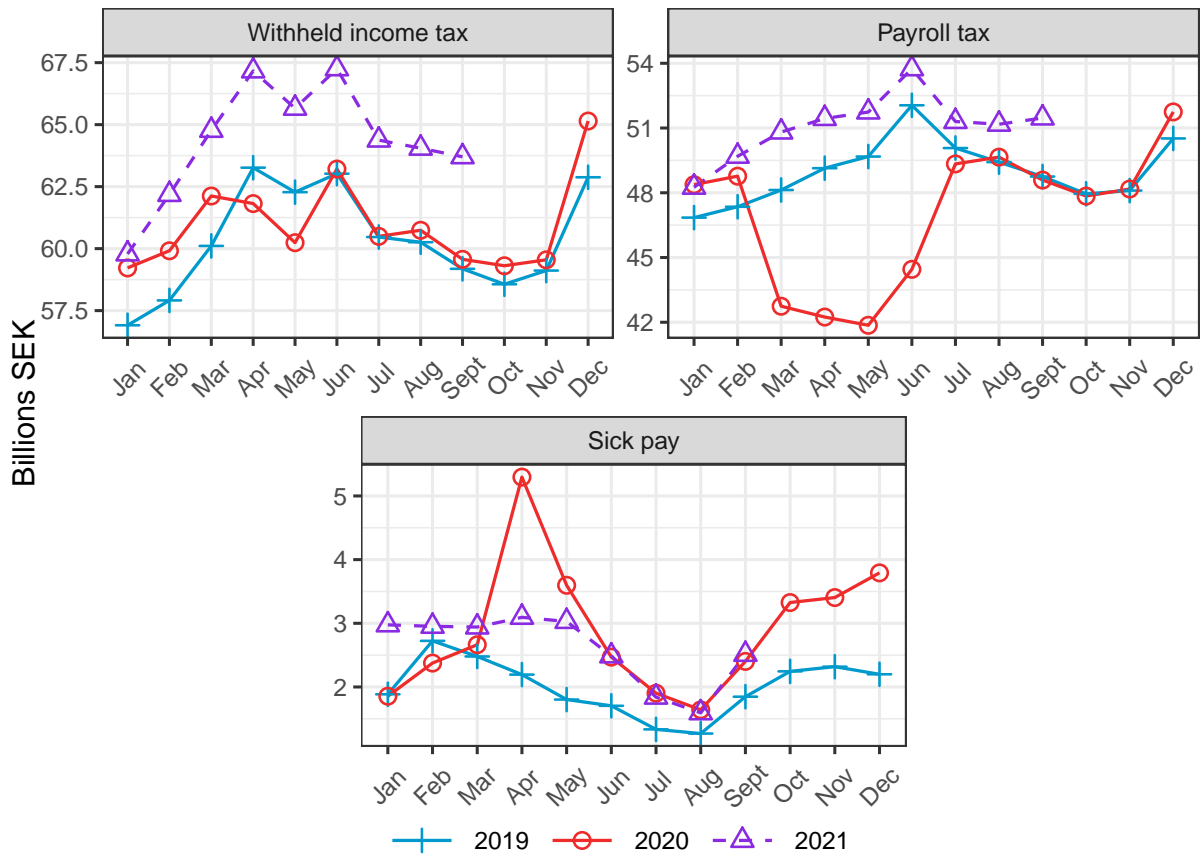 Withheld income tax
Payroll tax
Billions SEK
67.5
65.0
62.5
60.0
57.5
Jan Feb Mar Apr May Jun Jul Aug Sept Oct Nov Dec
54
51
48
45
42
Jan Feb Mar Apr May Jun Jul Aug Sept Oct Nov Dec
Sick pay
5
4
3
2
Jan Feb Mar Apr May Jun Jul Aug Sept Oct Nov Dec
2019 2020 2021